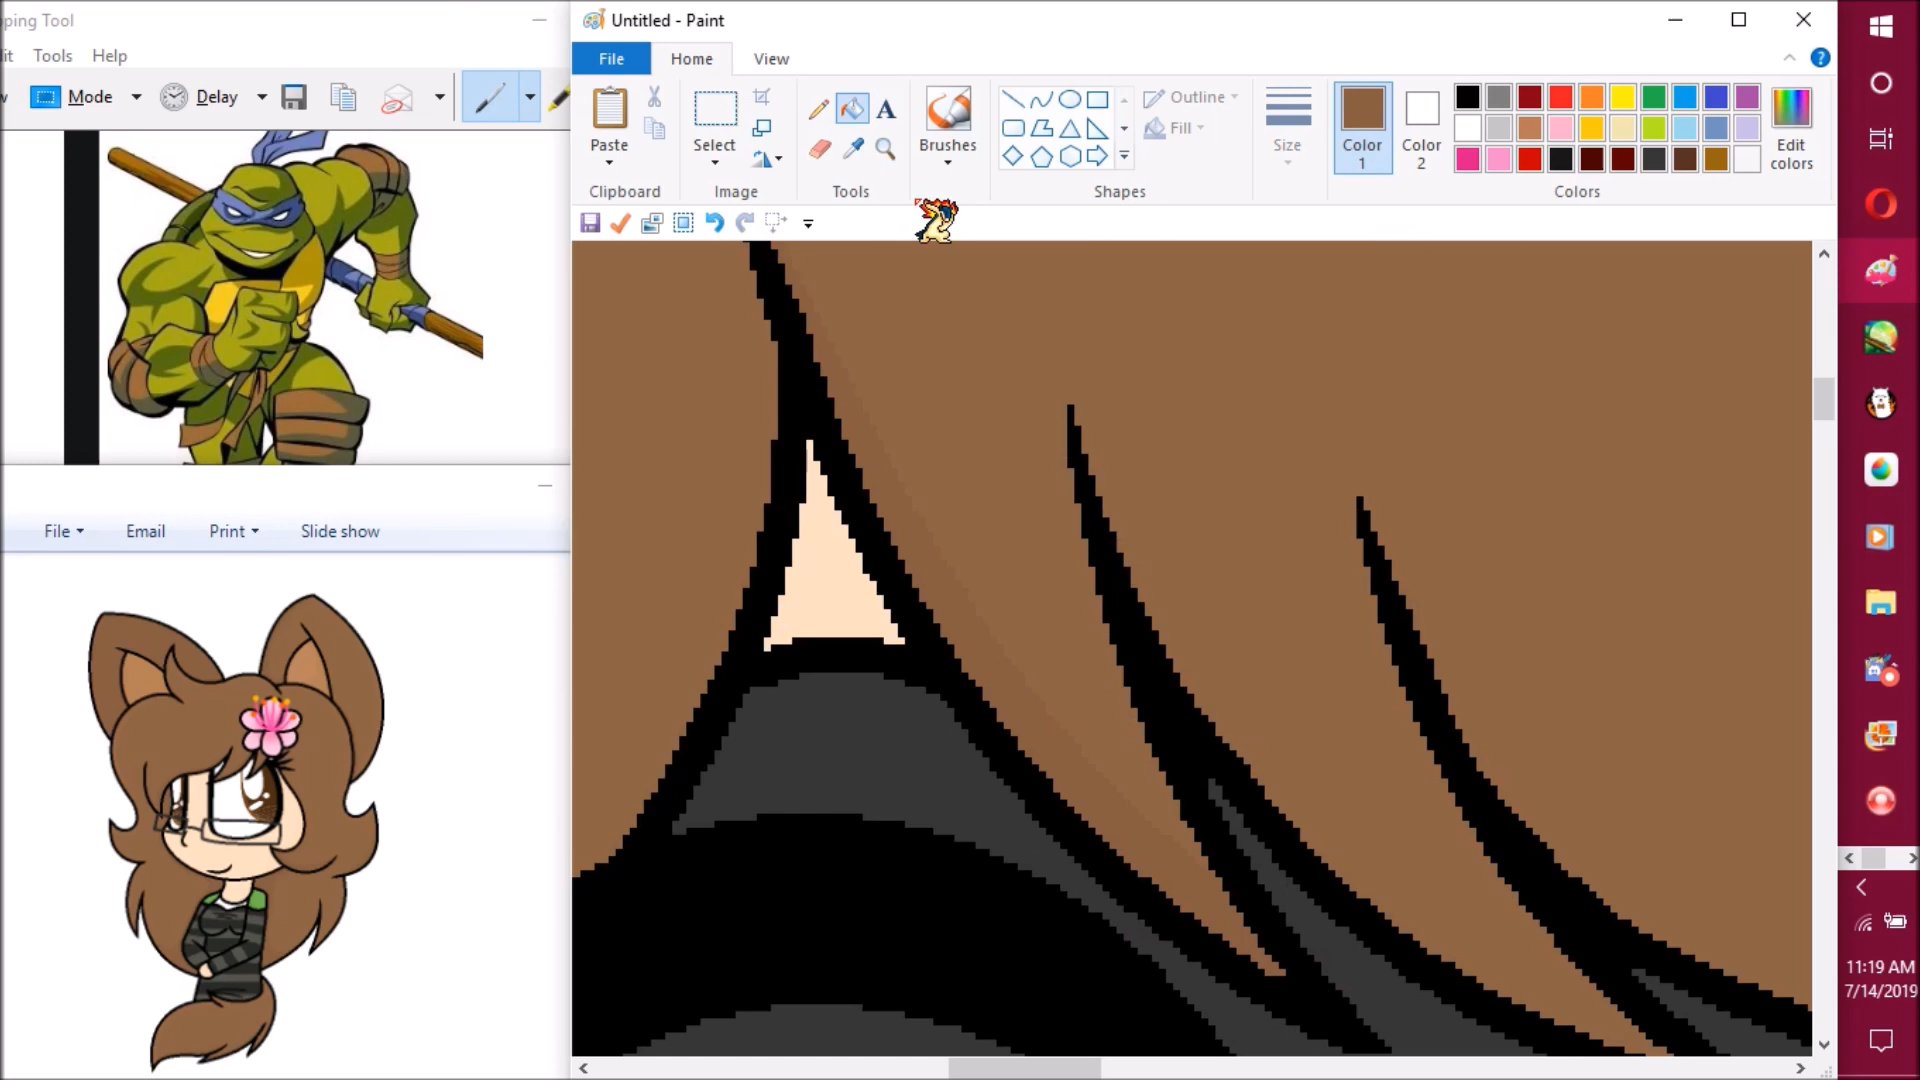 ping Tool
it Tools Help
w Mode Delay
File Email Print Slide show
Untitled - Paint
File Home View
Paste
Select
Brushes
Outline
Fill
Size
Color 1
Color 2
Edit colors
Clipboard Image Tools Shapes Colors
11:19 AM
7/14/2019